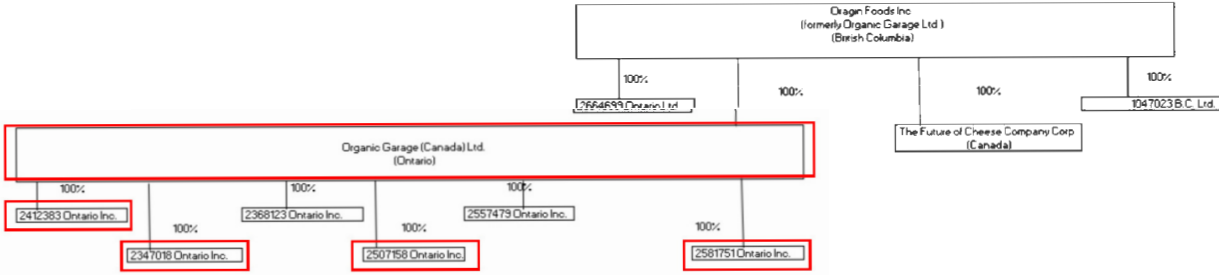 Oragin Foods Inc.
(formerly Organic Garage Ltd.)
(British Columbia)
100%
100%
100%
100%
2664699 Ontario Ltd.
1047023 B.C. Ltd.
The Future of Cheese Company Corp
(Canada)
Organic Garage (Canada) Ltd.
(Ontario)
100%
100%
100%
2412383 Ontario Inc.
2368123 Ontario Inc.
2557479 Ontario Inc.
100%
100%
100%
2347018 Ontario Inc.
2507158 Ontario Inc.
2581751 Ontario Inc.